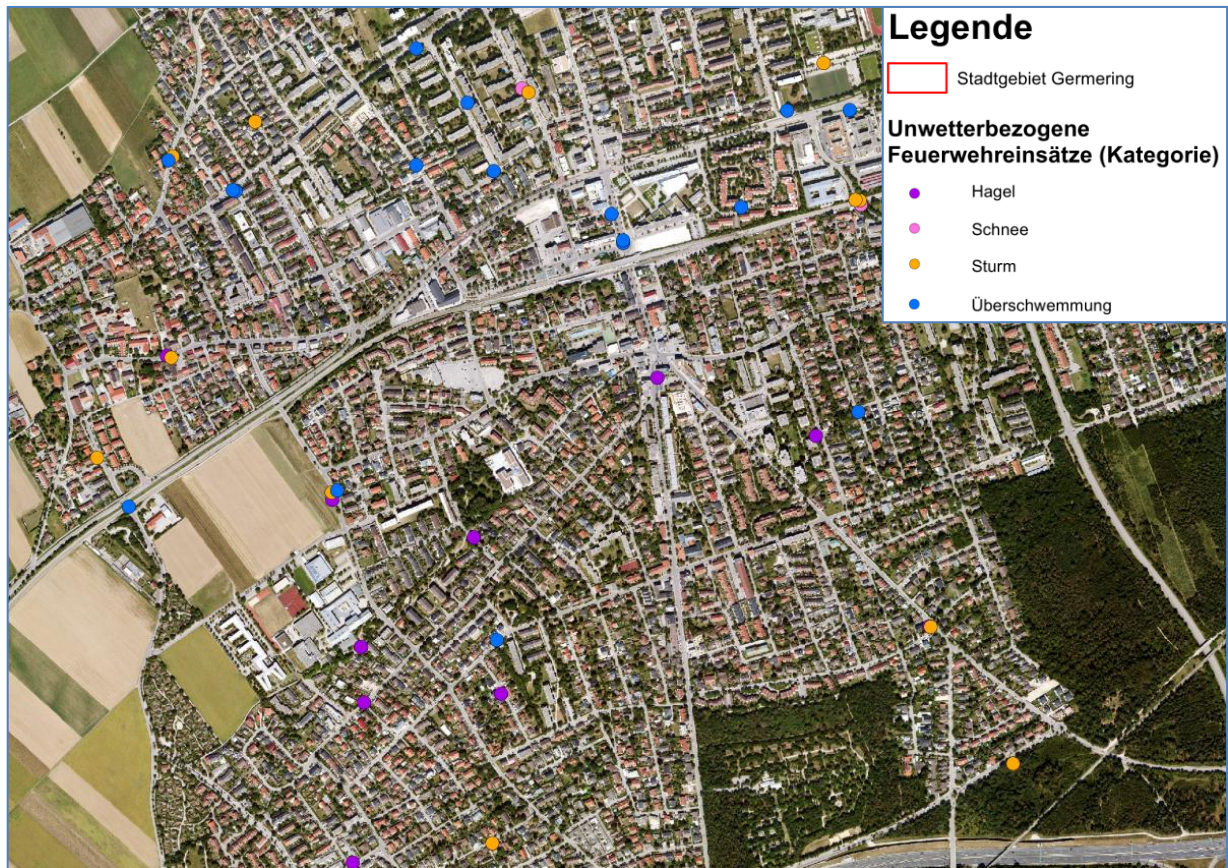 Legende
Stadtgebiet Germering
Unwetterbezogene
Feuerwehreinsätze (Kategorie)
Hagel
Schnee
Sturm
Überschwemmung